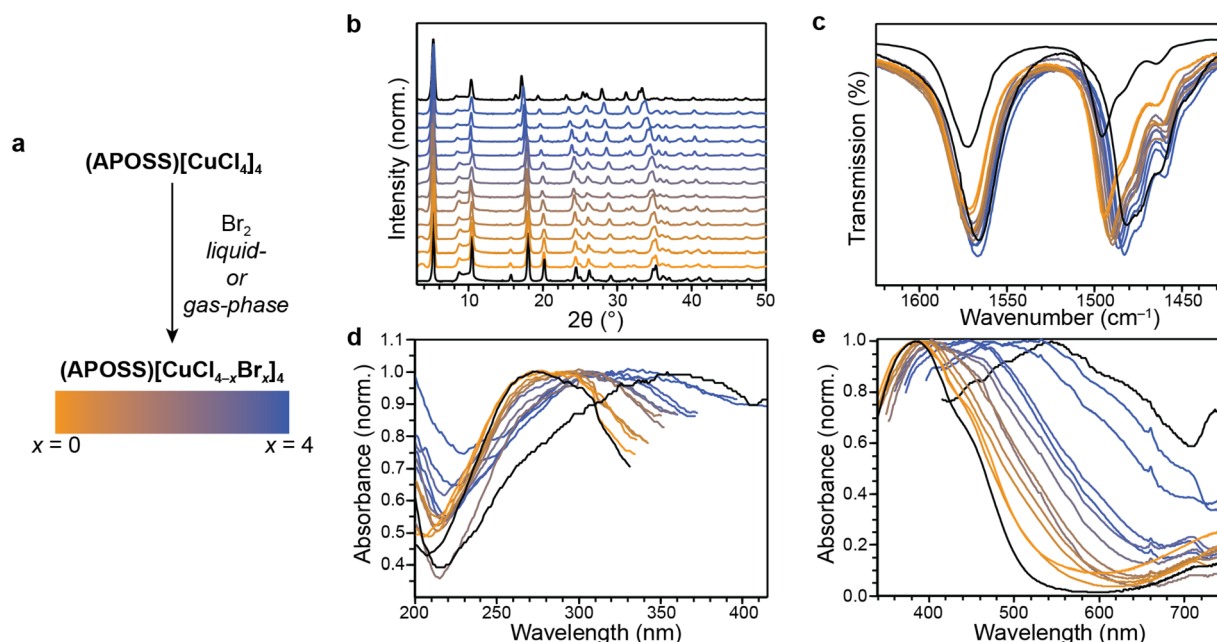 a
(APOSS)[CuCl₄]₄
Br₂
liquid-
or
gas-phase
(APOSS)[CuCl₄₋ₓBrₓ]₄
x = 0 x = 4
b
Intensity (norm.)
10 20 30 40 50
2θ (°)
c
Transmission (%)
1600 1550 1500 1450
Wavenumber (cm⁻¹)
d
Absorbance (norm.)
1.1
1.0
0.9
0.8
0.7
0.6
0.5
0.4
200 250 300 350 400
Wavelength (nm)
e
Absorbance (norm.)
1.0
0.8
0.6
0.4
0.2
0.0
400 500 600 700
Wavelength (nm)